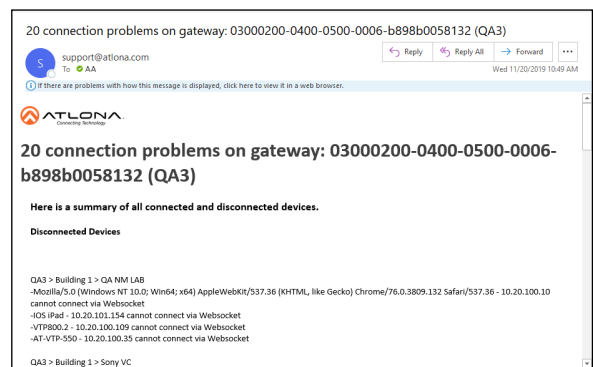 20 connection problems on gateway: 03000200-0400-0500-0006-b898b0058132 (QA3)
S
support@atlona.com
To AA
Reply
Reply All
Forward
...
Wed 11/20/2019 10:49 AM
If there are problems with how this message is displayed, click here to view it in a web browser.
ATLONA.
Connecting Technology
20 connection problems on gateway: 03000200-0400-0500-0006-
b898b0058132 (QA3)
Here is a summary of all connected and disconnected devices.
Disconnected Devices
QA3 > Building 1 > QA NM LAB
-Mozilla/5.0 (Windows NT 10.0; Win64; x64) AppleWebKit/537.36 (KHTML, like Gecko) Chrome/76.0.3809.132 Safari/537.36 - 10.20.100.10
cannot connect via Websocket
-IOS iPad - 10.20.101.154 cannot connect via Websocket
-VTP800.2 - 10.20.100.109 cannot connect via Websocket
-AT-VTP-550 - 10.20.100.35 cannot connect via Websocket
QA3 > Building 1 > Sony VC